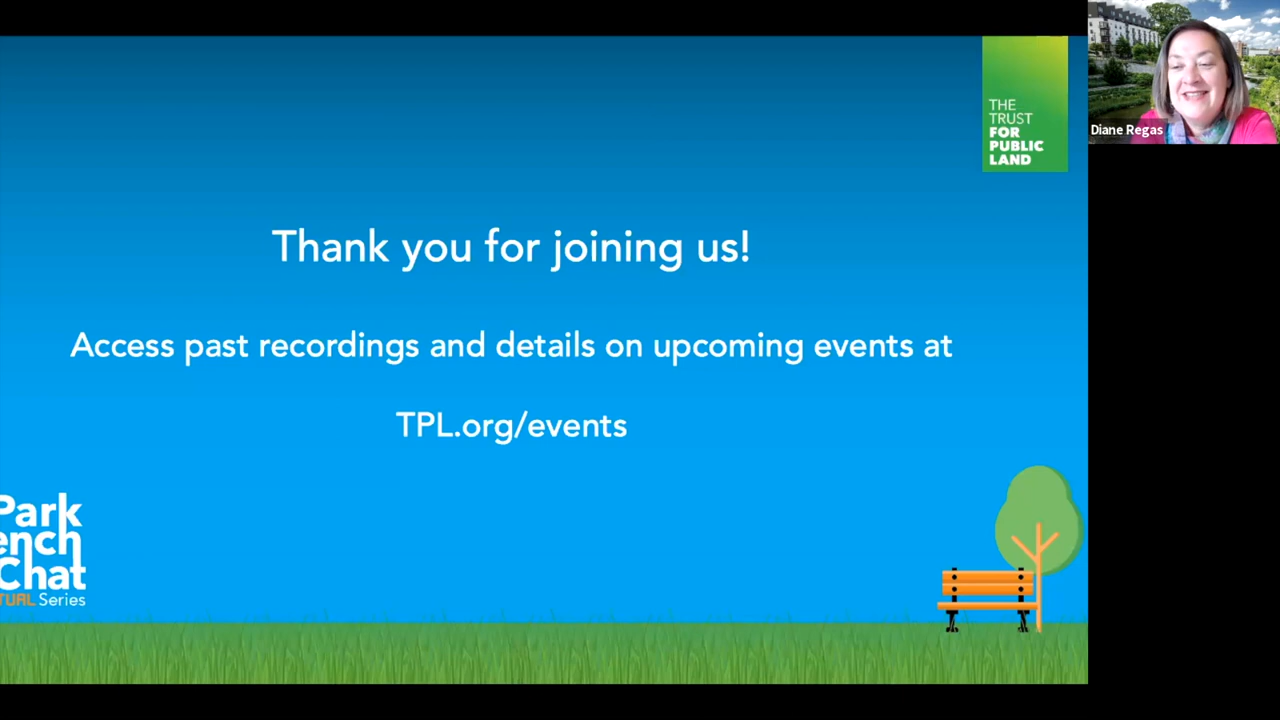 THE
TRUST
FOR
PUBLIC
LAND
Diane Regas
Thank you for joining us!
Access past recordings and details on upcoming events at
TPL.org/events
Park
ench
Chat
TUAL Series